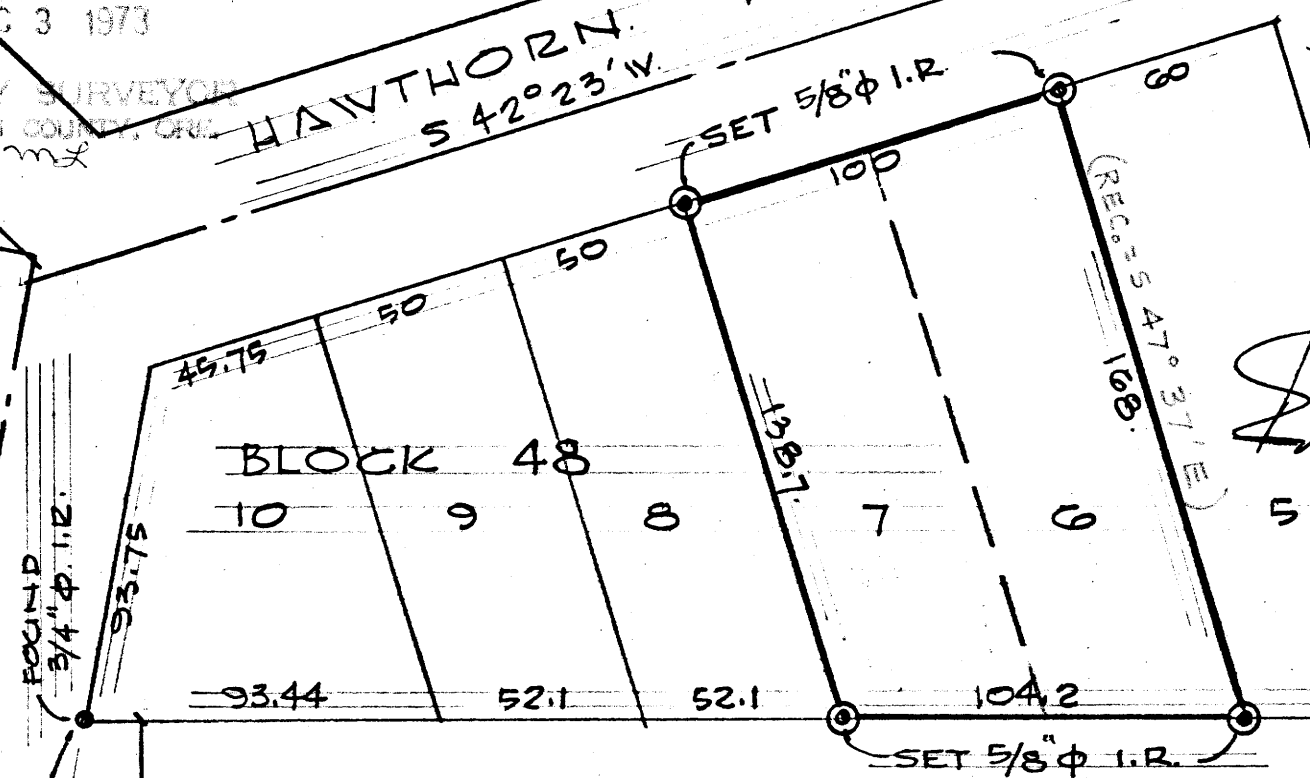 3 1973
SURVEYOR
COUNTY, ORE.
HAWTHORN.
S 42° 23' W.
SET 5/8"φ I.R.
60
100
50
50
45.75
(REC. = S 47° 37' E)
168.
138.7
BLOCK 48
10 9 8 7 6 5
93.75
FOUND
3/4" φ. I.R.
93.44 52.1 52.1 104.2
SET 5/8"φ I.R.